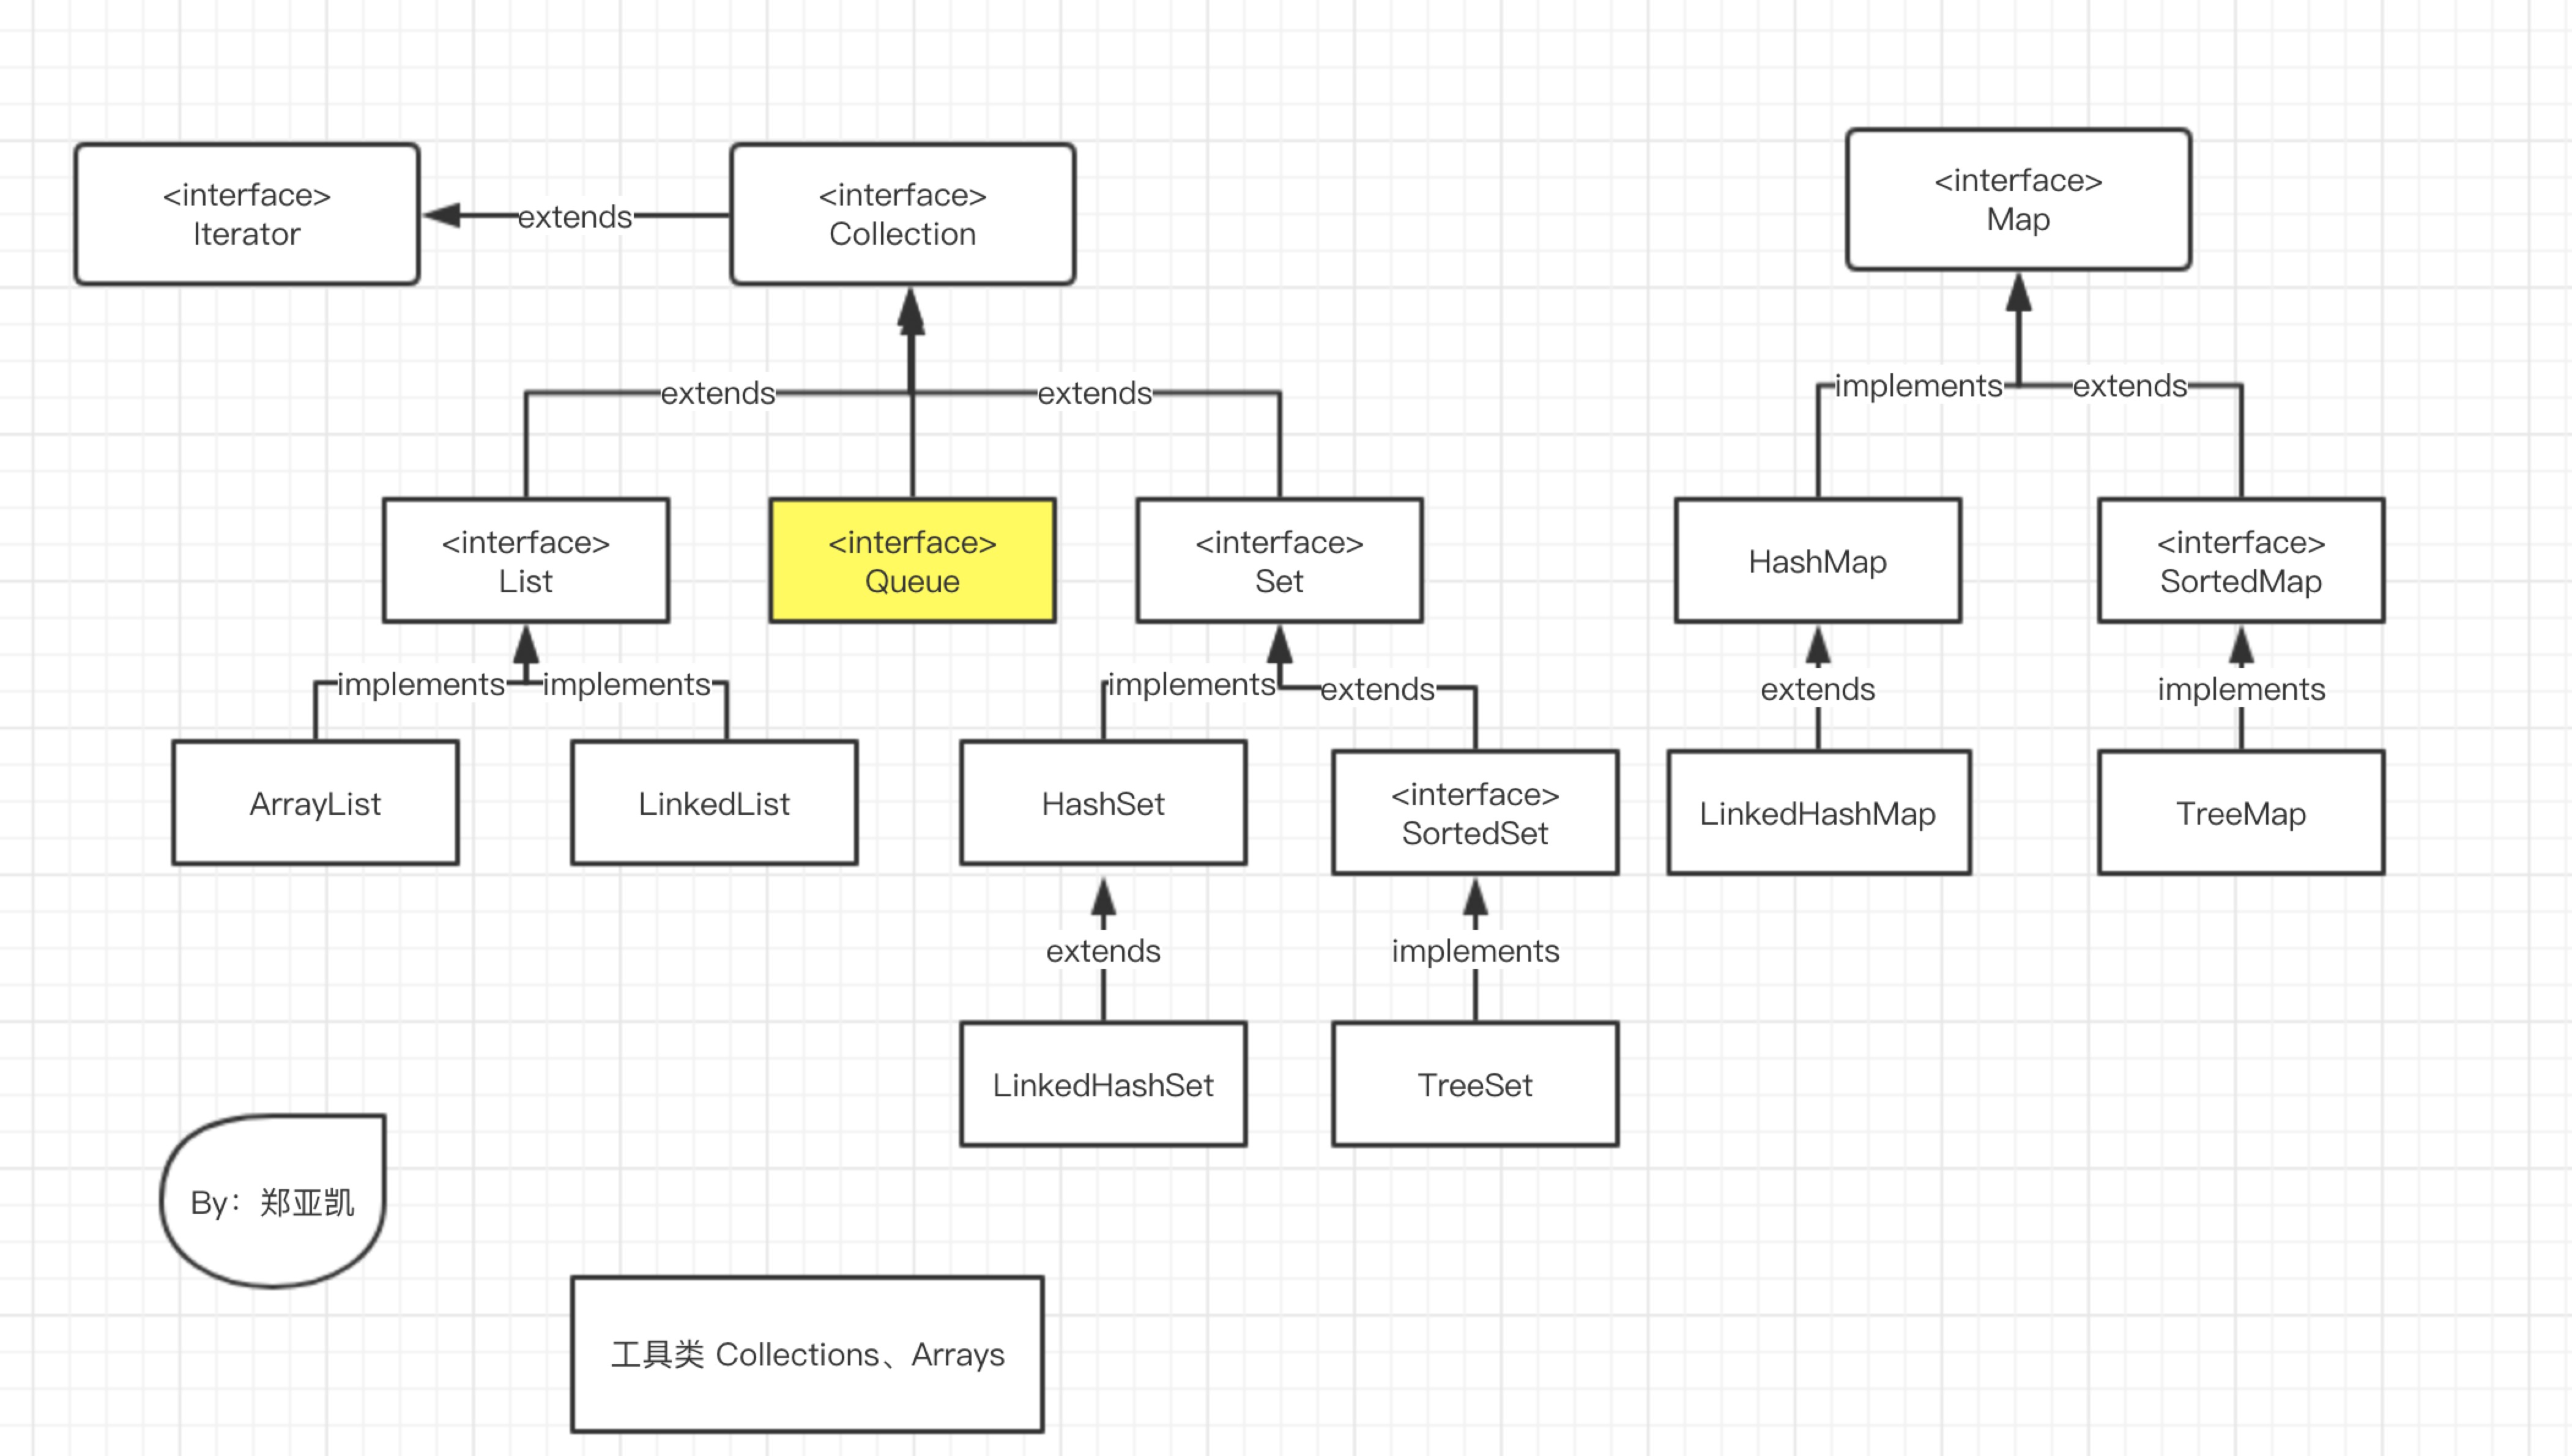 <interface>
Iterator
extends
<interface>
Collection
<interface>
Map
extends
extends
implements
extends
<interface>
List
<interface>
Queue
<interface>
Set
HashMap
<interface>
SortedMap
implements
implements
implements
extends
extends
implements
ArrayList
LinkedList
HashSet
<interface>
SortedSet
LinkedHashMap
TreeMap
extends
implements
LinkedHashSet
TreeSet
By：郑亚凯
工具类 Collections、Arrays